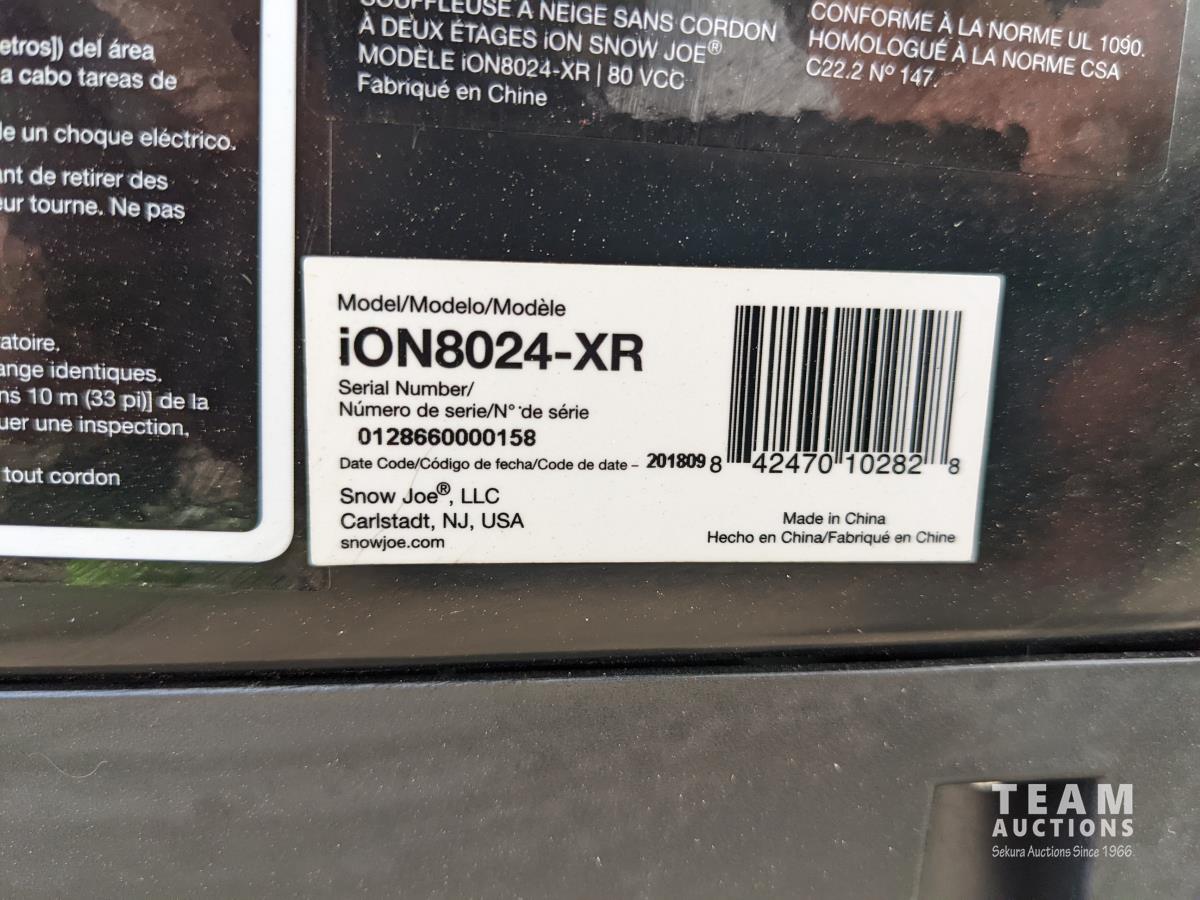 etros]) del área
a cabo tareas de
le un choque eléctrico.
nt de retirer des
eur tourne. Ne pas
atoire.
ange identiques.
ns 10 m (33 pi)] de la
uer une inspection,
tout cordon
SOUFFLEUSE À NEIGE SANS CORDON
À DEUX ÉTAGES iON SNOW JOE®
MODÈLE iON8024-XR | 80 VCC
Fabriqué en Chine
CONFORME À LA NORME UL 1090.
HOMOLOGUÉ À LA NORME CSA
C22.2 Nº 147.
Model/Modelo/Modèle
iON8024-XR
Serial Number/
Número de serie/N° de série
0128660000158
Date Code/Código de fecha/Code de date – 201809
8 42470 10282 8
Snow Joe®, LLC
Carlstadt, NJ, USA
snowjoe.com
Made in China
Hecho en China/Fabriqué en Chine
TEAM
AUCTIONS
Sekura Auctions Since 1966